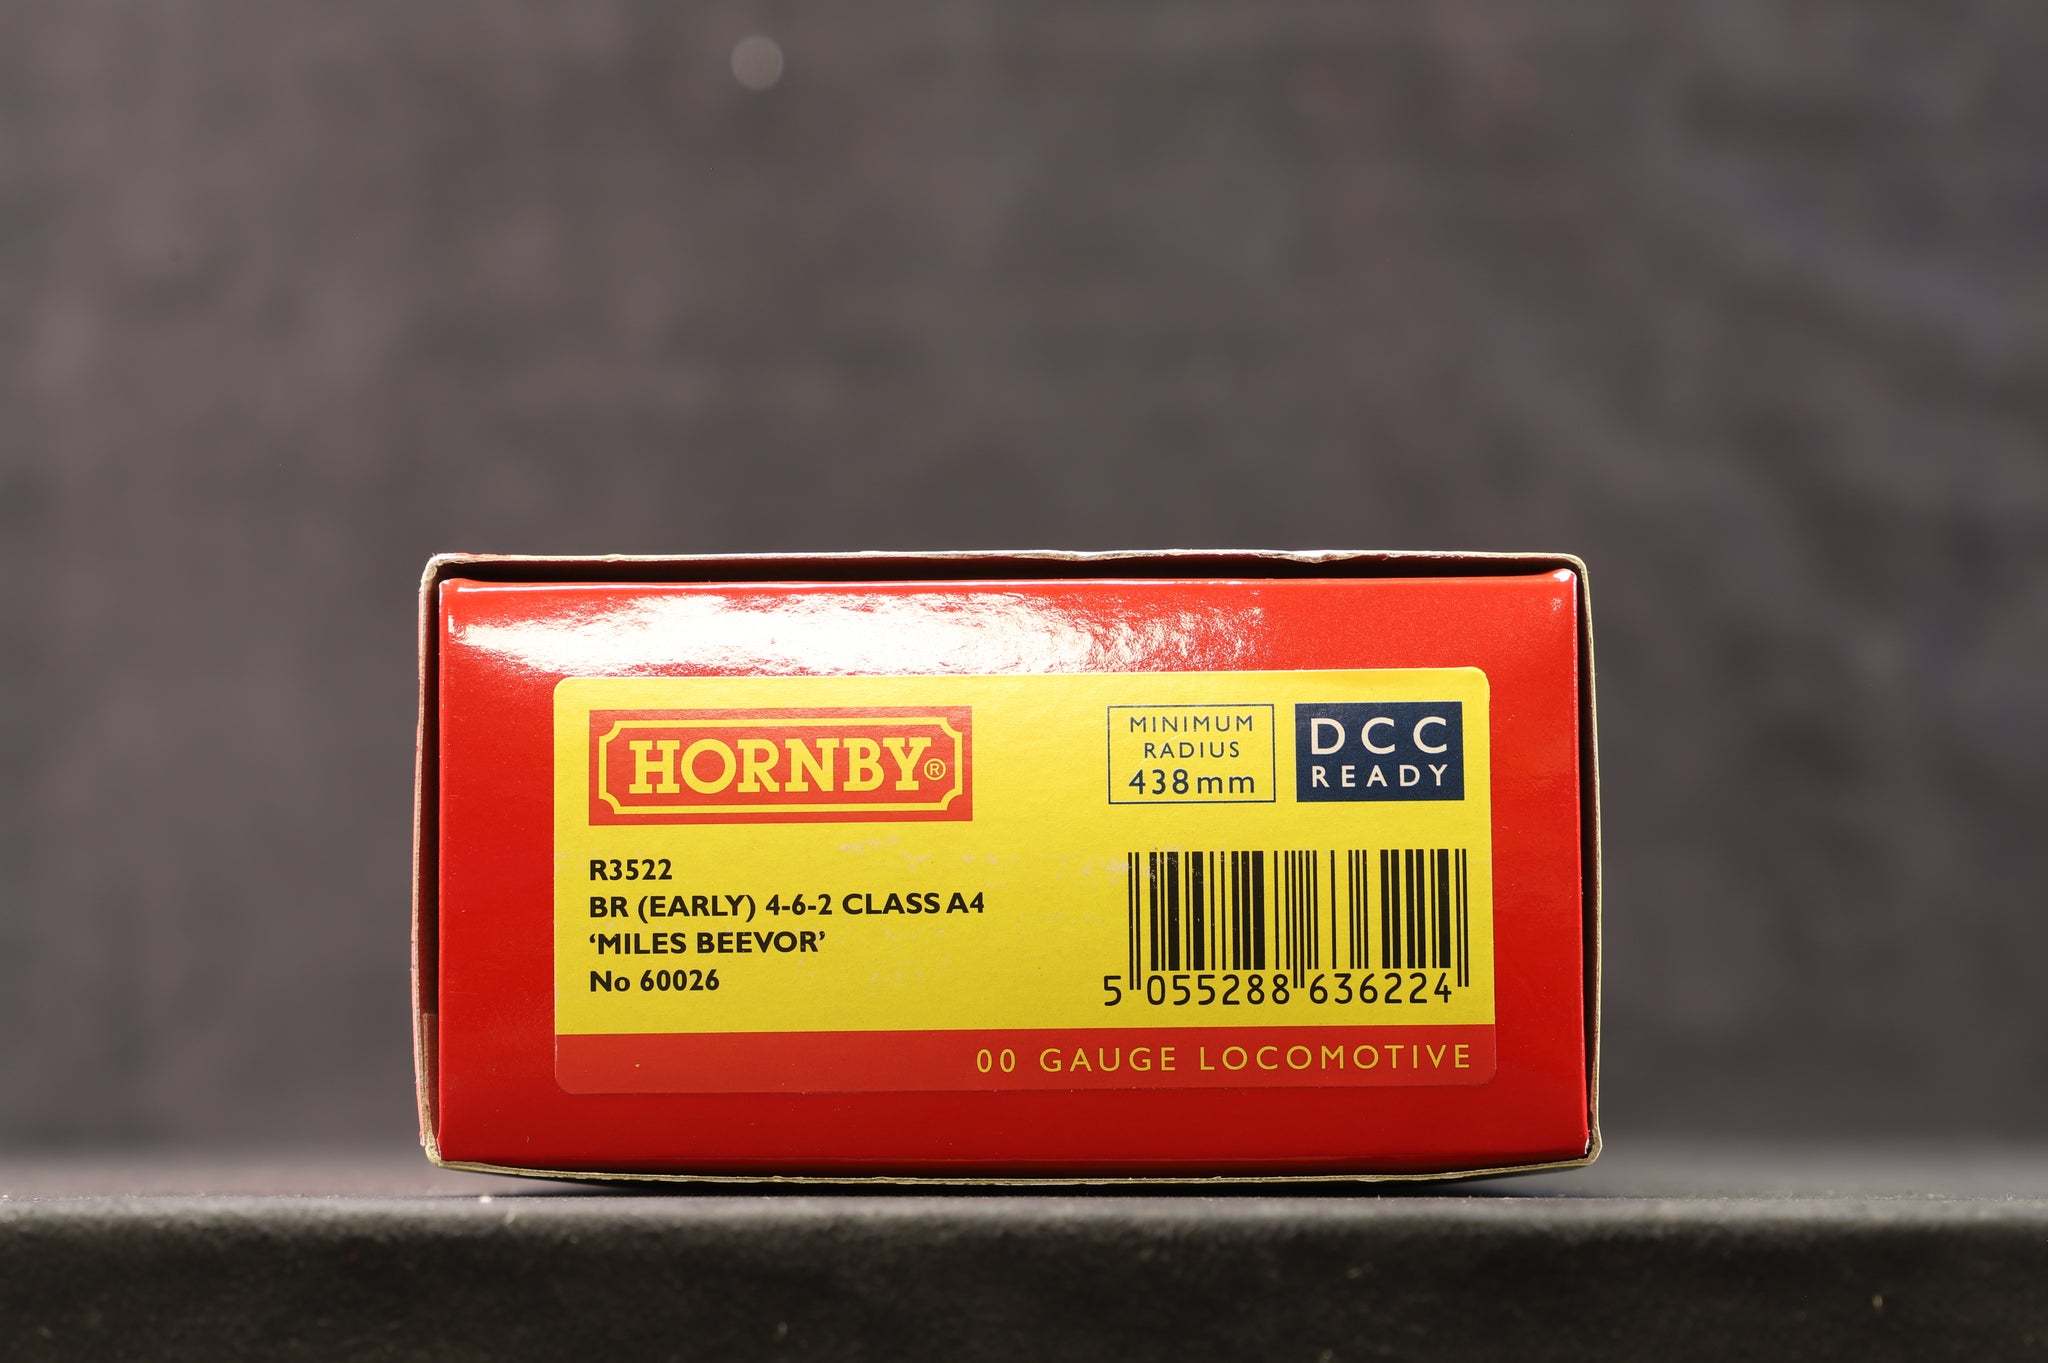 HORNBY®
MINIMUM
RADIUS
438mm
DCC
READY
R3522
BR (EARLY) 4-6-2 CLASS A4
‘MILES BEEVOR’
No 60026
5 055288 636224
00 GAUGE LOCOMOTIVE